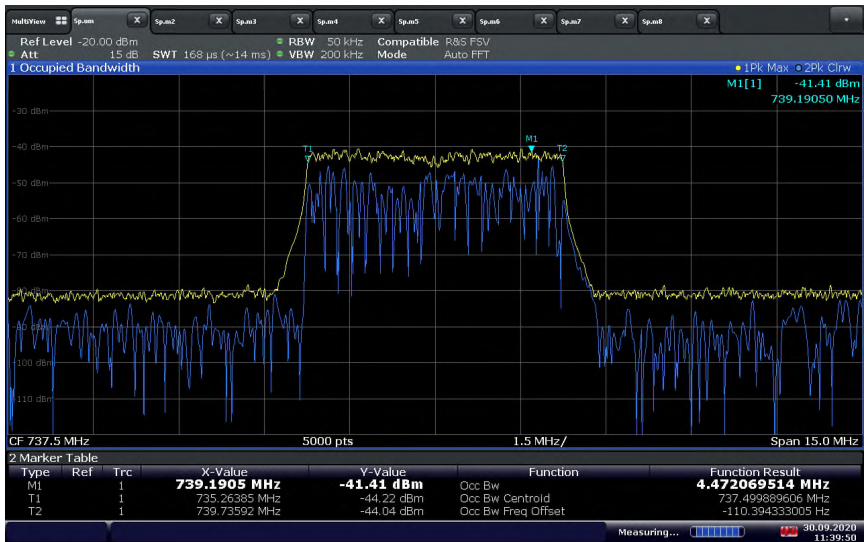 MultiView Sp.um X Sp.m2 X Sp.m3 X Sp.m4 X Sp.m5 X Sp.m6 X Sp.m7 X Sp.m8 X
Ref Level -20.00 dBm RBW 50 kHz Compatible R&S FSV
Att 15 dB SWT 168 µs (~14 ms) VBW 200 kHz Mode Auto FFT
1 Occupied Bandwidth 1Pk Max 2Pk Clrw
M1[1] -41.41 dBm
739.19050 MHz
-30 dBm
-40 dBm
M1
T1 T2
-50 dBm
-60 dBm
-70 dBm
-100 dBm
-110 dBm
CF 737.5 MHz 5000 pts 1.5 MHz/ Span 15.0 MHz
2 Marker Table
Type Ref Trc X-Value Y-Value Function Function Result
M1 1 739.1905 MHz -41.41 dBm Occ Bw 4.472069514 MHz
T1 1 735.26385 MHz -44.22 dBm Occ Bw Centroid 737.499889606 MHz
T2 1 739.73592 MHz -44.04 dBm Occ Bw Freq Offset -110.394333005 Hz
Measuring... 30.09.2020
11:39:50